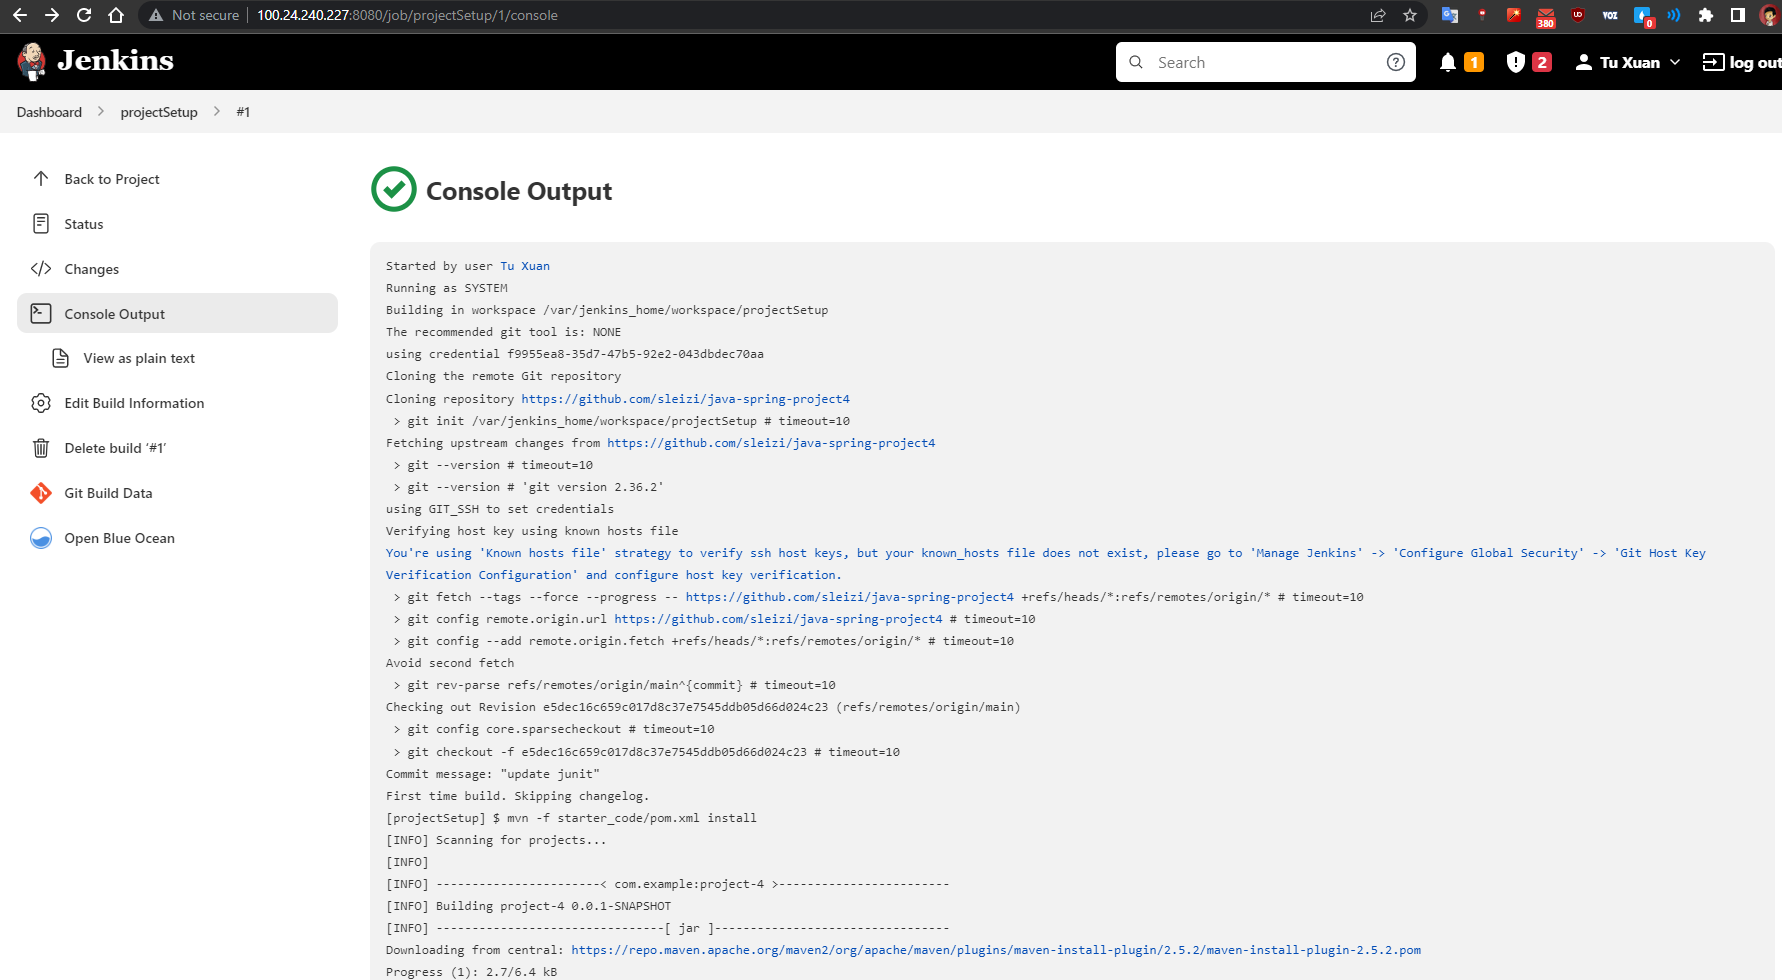 Not secure
100.24.240.227:8080/job/projectSetup/1/console
380
UD
VOZ
0
Jenkins
Search
1
2
Tu Xuan
log out
Dashboard
projectSetup
#1
Back to Project
Status
Changes
Console Output
View as plain text
Edit Build Information
Delete build ‘#1’
Git Build Data
Open Blue Ocean
Console Output
Started by user Tu Xuan
Running as SYSTEM
Building in workspace /var/jenkins_home/workspace/projectSetup
The recommended git tool is: NONE
using credential f9955ea8-35d7-47b5-92e2-043dbdec70aa
Cloning the remote Git repository
Cloning repository https://github.com/sleizi/java-spring-project4
> git init /var/jenkins_home/workspace/projectSetup # timeout=10
Fetching upstream changes from https://github.com/sleizi/java-spring-project4
> git --version # timeout=10
> git --version # 'git version 2.36.2'
using GIT_SSH to set credentials
Verifying host key using known hosts file
You're using 'Known hosts file' strategy to verify ssh host keys, but your known_hosts file does not exist, please go to 'Manage Jenkins' -> 'Configure Global Security' -> 'Git Host Key
Verification Configuration' and configure host key verification.
> git fetch --tags --force --progress -- https://github.com/sleizi/java-spring-project4 +refs/heads/*:refs/remotes/origin/* # timeout=10
> git config remote.origin.url https://github.com/sleizi/java-spring-project4 # timeout=10
> git config --add remote.origin.fetch +refs/heads/*:refs/remotes/origin/* # timeout=10
Avoid second fetch
> git rev-parse refs/remotes/origin/main^{commit} # timeout=10
Checking out Revision e5dec16c659c017d8c37e7545ddb05d66d024c23 (refs/remotes/origin/main)
> git config core.sparsecheckout # timeout=10
> git checkout -f e5dec16c659c017d8c37e7545ddb05d66d024c23 # timeout=10
Commit message: "update junit"
First time build. Skipping changelog.
[projectSetup] $ mvn -f starter_code/pom.xml install
[INFO] Scanning for projects...
[INFO]
[INFO] -----------------------< com.example:project-4 >------------------------
[INFO] Building project-4 0.0.1-SNAPSHOT
[INFO] --------------------------------[ jar ]---------------------------------
Downloading from central: https://repo.maven.apache.org/maven2/org/apache/maven/plugins/maven-install-plugin/2.5.2/maven-install-plugin-2.5.2.pom
Progress (1): 2.7/6.4 kB